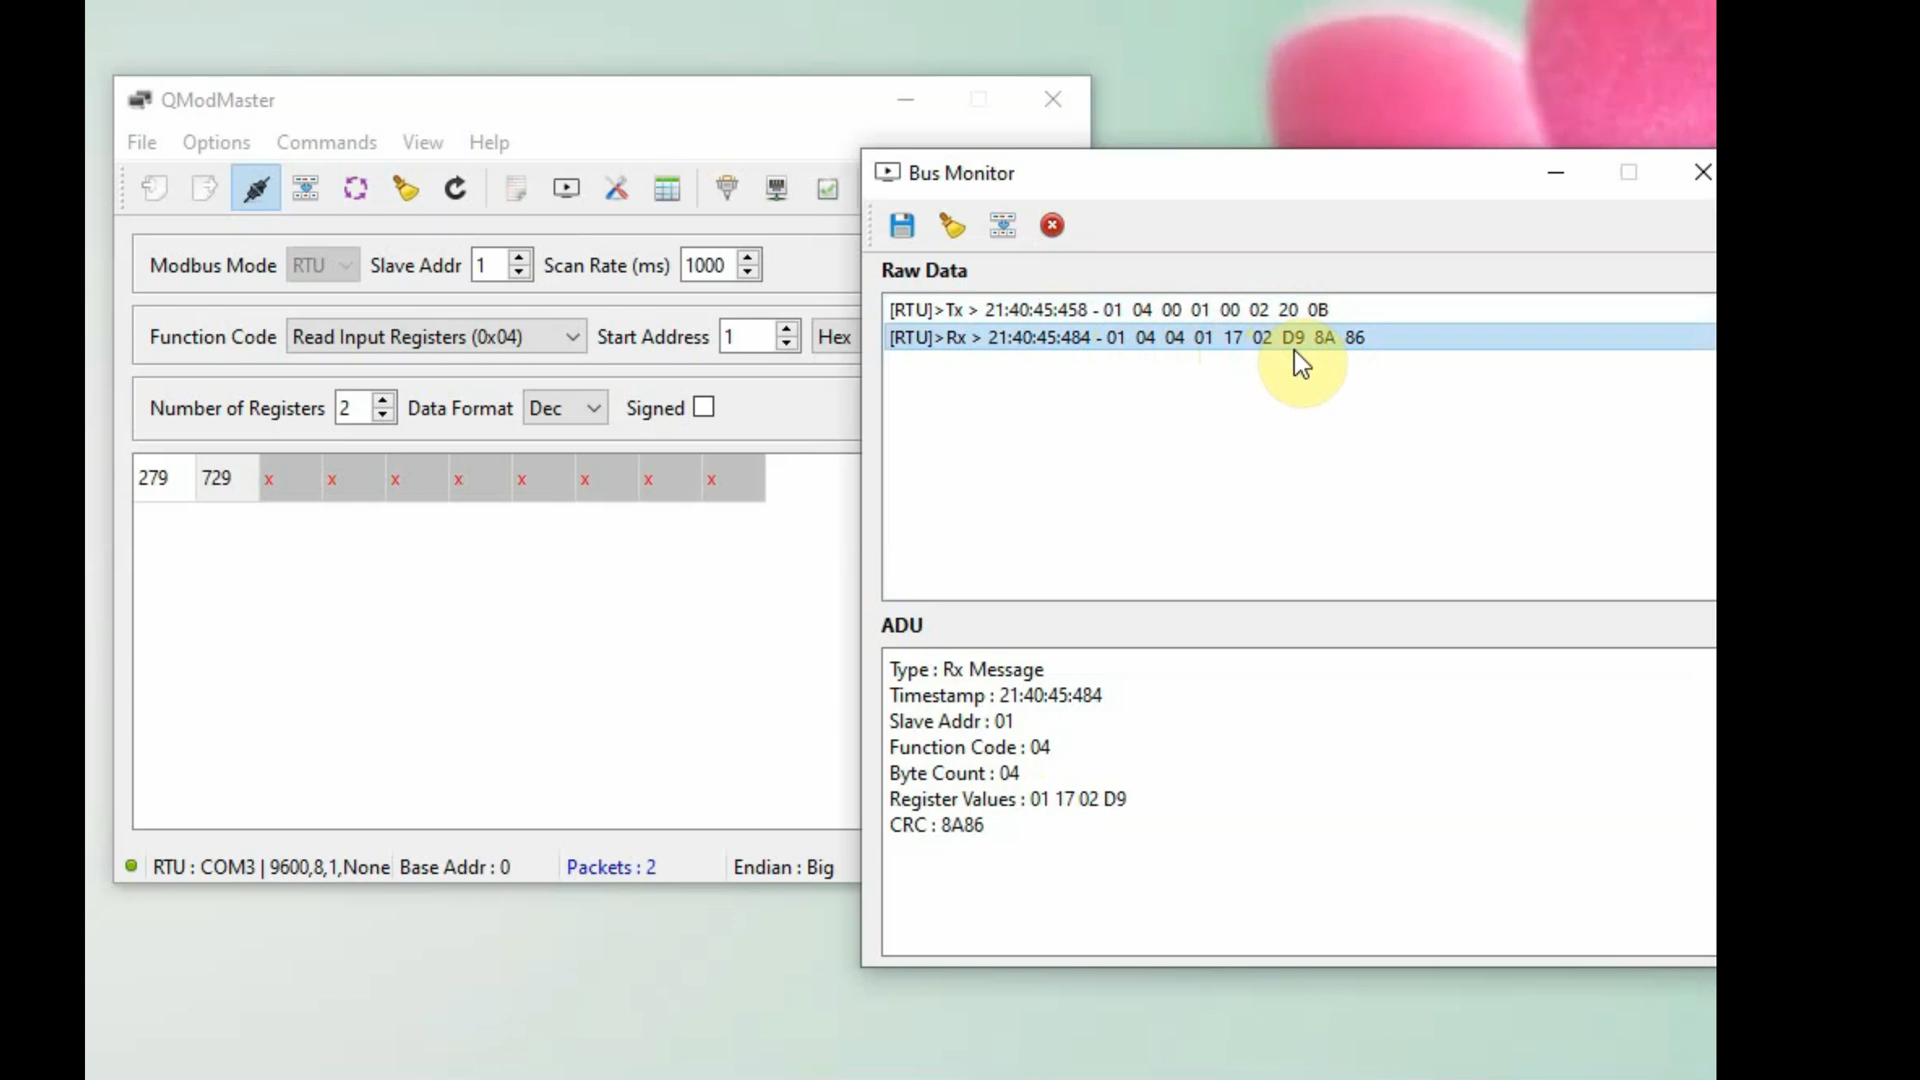 QModMaster
File Options Commands View Help
Modbus Mode RTU Slave Addr 1 Scan Rate (ms) 1000
Function Code Read Input Registers (0x04) Start Address 1 Hex
Number of Registers 2 Data Format Dec Signed
279 729 x x x x x x x x
RTU : COM3 | 9600,8,1,None Base Addr : 0 Packets : 2 Endian : Big
Bus Monitor
Raw Data
[RTU]>Tx > 21:40:45:458 - 01 04 00 01 00 02 20 0B
[RTU]>Rx > 21:40:45:484 - 01 04 04 01 17 02 D9 8A 86
ADU
Type : Rx Message
Timestamp : 21:40:45:484
Slave Addr : 01
Function Code : 04
Byte Count : 04
Register Values : 01 17 02 D9
CRC : 8A86